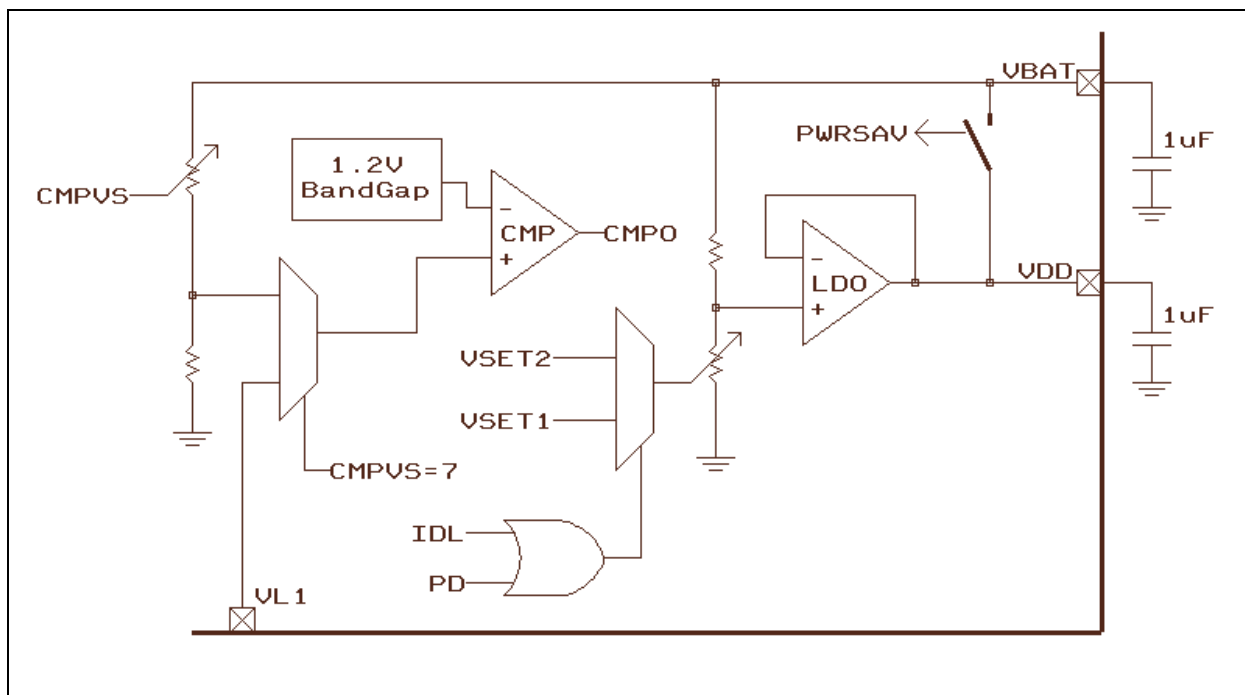 VBAT
PWRSAV
1uF
1.2V
BandGap
CMPVS
-
CMP
+
CMPO
-
LDO
+
VDD
1uF
VSET2
VSET1
CMPVS=7
IDL
PD
VL1